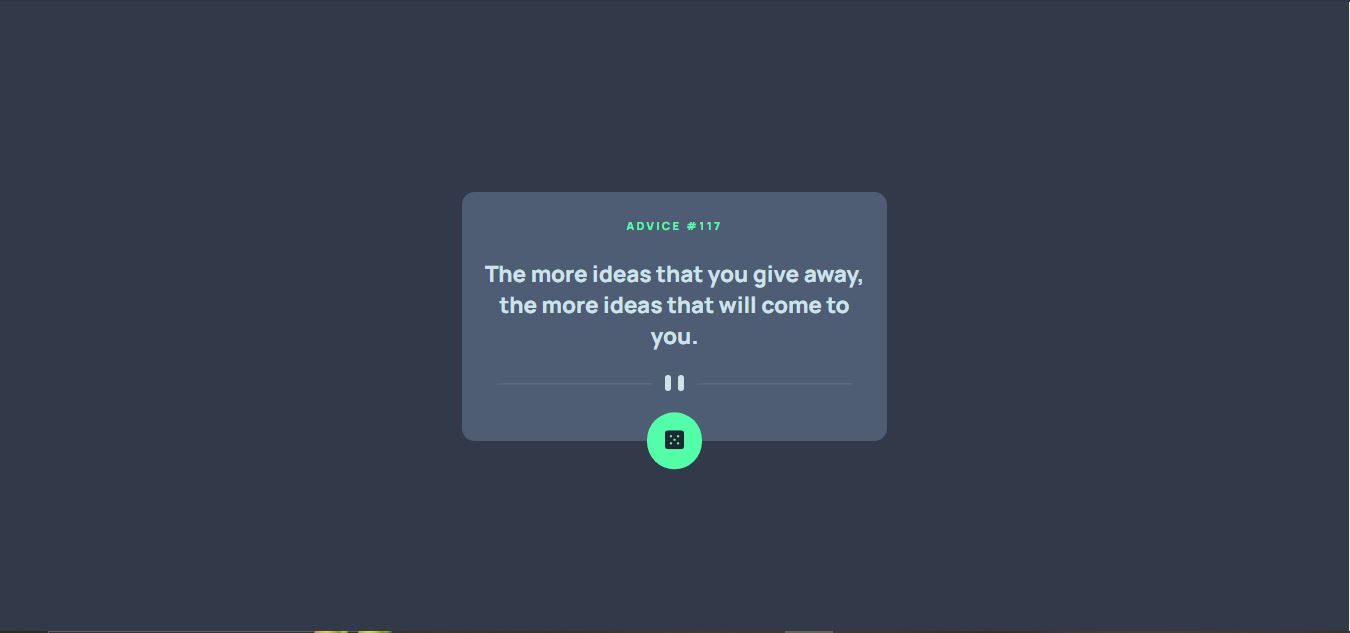 ADVICE #117
The more ideas that you give away,
the more ideas that will come to
you.